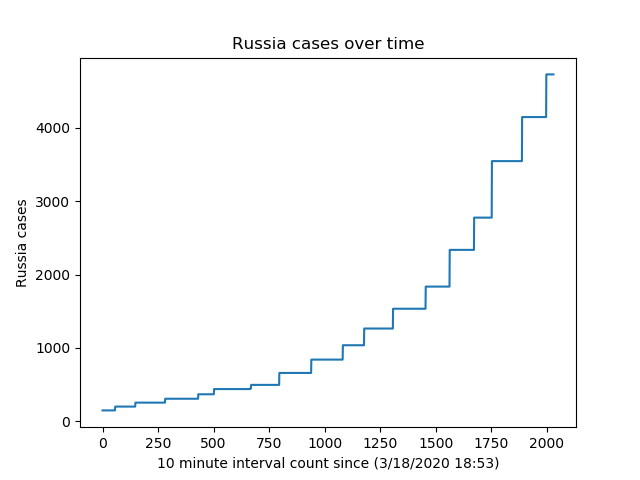 Russia cases over time
Russia cases
4000
3000
2000
1000
0
0 250 500 750 1000 1250 1500 1750 2000
10 minute interval count since (3/18/2020 18:53)